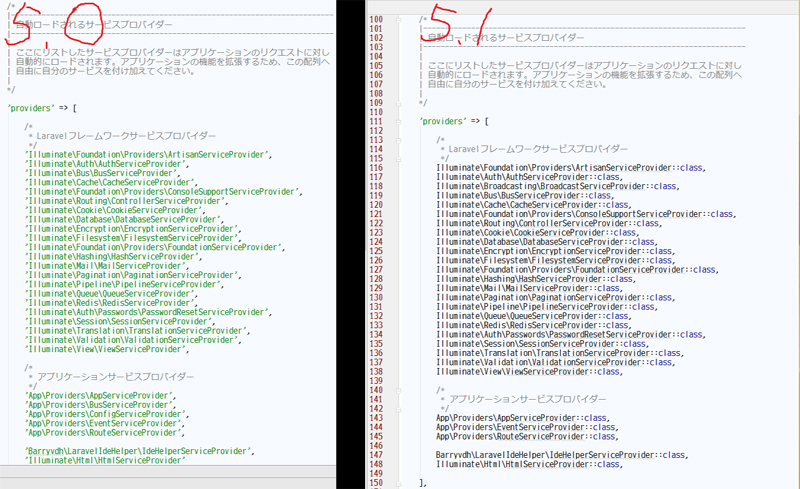 5.0
/*
|--------------------------------------------------------------------------
| 自動ロードされるサービスプロバイダー
|--------------------------------------------------------------------------
|
| ここにリストしたサービスプロバイダーはアプリケーションのリクエストに対し
| 自動的にロードされます。アプリケーションの機能を拡張するため、この配列へ
| 自由に自分のサービスを付け加えてください。
|
*/
'providers' => [
/*
* Laravelフレームワークサービスプロバイダー
*/
'Illuminate\Foundation\Providers\ArtisanServiceProvider',
'Illuminate\Auth\AuthServiceProvider',
'Illuminate\Bus\BusServiceProvider',
'Illuminate\Cache\CacheServiceProvider',
'Illuminate\Foundation\Providers\ConsoleSupportServiceProvider',
'Illuminate\Routing\ControllerServiceProvider',
'Illuminate\Cookie\CookieServiceProvider',
'Illuminate\Database\DatabaseServiceProvider',
'Illuminate\Encryption\EncryptionServiceProvider',
'Illuminate\Filesystem\FilesystemServiceProvider',
'Illuminate\Foundation\Providers\FoundationServiceProvider',
'Illuminate\Hashing\HashServiceProvider',
'Illuminate\Mail\MailServiceProvider',
'Illuminate\Pagination\PaginationServiceProvider',
'Illuminate\Pipeline\PipelineServiceProvider',
'Illuminate\Queue\QueueServiceProvider',
'Illuminate\Redis\RedisServiceProvider',
'Illuminate\Auth\Passwords\PasswordResetServiceProvider',
'Illuminate\Session\SessionServiceProvider',
'Illuminate\Translation\TranslationServiceProvider',
'Illuminate\Validation\ValidationServiceProvider',
'Illuminate\View\ViewServiceProvider',
/*
* アプリケーションサービスプロバイダー
*/
'App\Providers\AppServiceProvider',
'App\Providers\BusServiceProvider',
'App\Providers\ConfigServiceProvider',
'App\Providers\EventServiceProvider',
'App\Providers\RouteServiceProvider',
'Barryvdh\LaravelIdeHelper\IdeHelperServiceProvider',
'Illuminate\Html\HtmlServiceProvider'
5.1
100 /*
101 |--------------------------------------------------------------------------
102 | 自動ロードされるサービスプロバイダー
103 |--------------------------------------------------------------------------
104 |
105 | ここにリストしたサービスプロバイダーはアプリケーションのリクエストに対し
106 | 自動的にロードされます。アプリケーションの機能を拡張するため、この配列へ
107 | 自由に自分のサービスを付け加えてください。
108 |
109 */
110
111 'providers' => [
112
113 /*
114 * Laravelフレームワークサービスプロバイダー
115 */
116 Illuminate\Foundation\Providers\ArtisanServiceProvider::class,
117 Illuminate\Auth\AuthServiceProvider::class,
118 Illuminate\Broadcasting\BroadcastServiceProvider::class,
119 Illuminate\Bus\BusServiceProvider::class,
120 Illuminate\Cache\CacheServiceProvider::class,
121 Illuminate\Foundation\Providers\ConsoleSupportServiceProvider::class,
122 Illuminate\Routing\ControllerServiceProvider::class,
123 Illuminate\Cookie\CookieServiceProvider::class,
124 Illuminate\Database\DatabaseServiceProvider::class,
125 Illuminate\Encryption\EncryptionServiceProvider::class,
126 Illuminate\Filesystem\FilesystemServiceProvider::class,
127 Illuminate\Foundation\Providers\FoundationServiceProvider::class,
128 Illuminate\Hashing\HashServiceProvider::class,
129 Illuminate\Mail\MailServiceProvider::class,
130 Illuminate\Pagination\PaginationServiceProvider::class,
131 Illuminate\Pipeline\PipelineServiceProvider::class,
132 Illuminate\Queue\QueueServiceProvider::class,
133 Illuminate\Redis\RedisServiceProvider::class,
134 Illuminate\Auth\Passwords\PasswordResetServiceProvider::class,
135 Illuminate\Session\SessionServiceProvider::class,
136 Illuminate\Translation\TranslationServiceProvider::class,
137 Illuminate\Validation\ValidationServiceProvider::class,
138 Illuminate\View\ViewServiceProvider::class,
139
140 /*
141 * アプリケーションサービスプロバイダー
142 */
143 App\Providers\AppServiceProvider::class,
144 App\Providers\EventServiceProvider::class,
145 App\Providers\RouteServiceProvider::class,
146
147 Barryvdh\LaravelIdeHelper\IdeHelperServiceProvider::class,
148 Illuminate\Html\HtmlServiceProvider::class,
149
150 ],